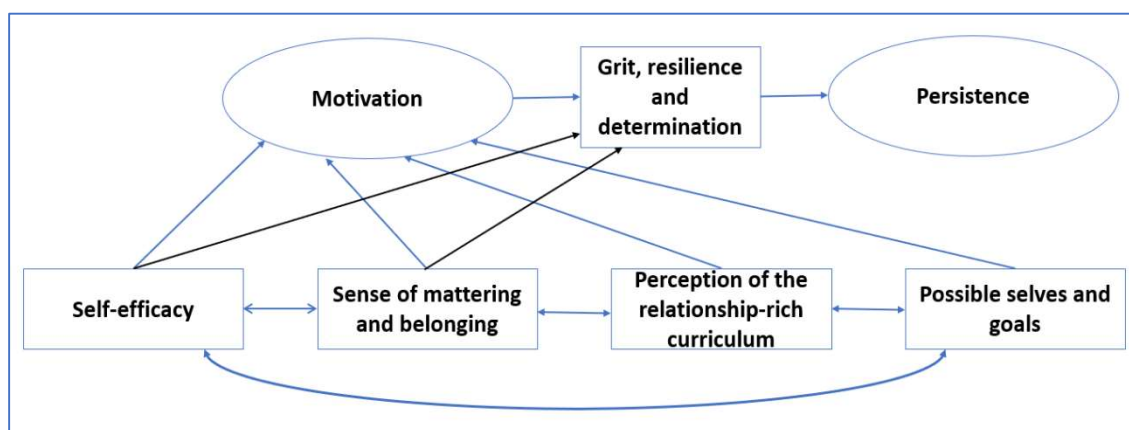 Motivation
Grit, resilience
and
determination
Persistence
Self-efficacy
Sense of mattering
and belonging
Perception of the
relationship-rich
curriculum
Possible selves and
goals